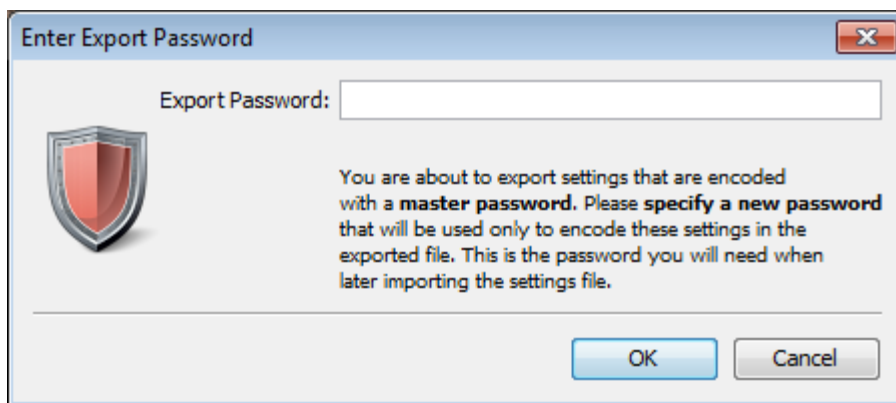 Enter Export Password
Export Password:
You are about to export settings that are encoded
with a master password. Please specify a new password
that will be used only to encode these settings in the
exported file. This is the password you will need when
later importing the settings file.
OK
Cancel